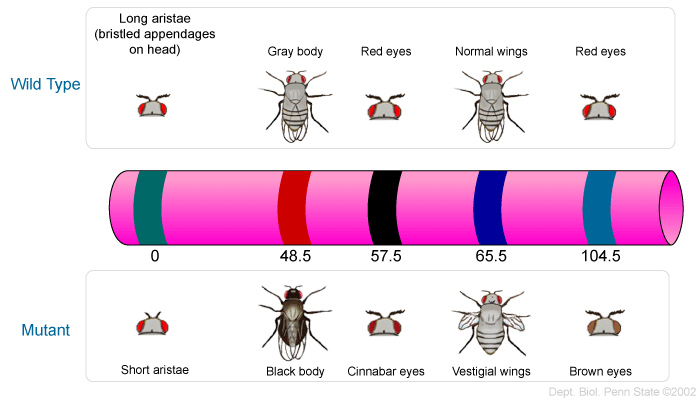 Long aristae
(bristled appendages
on head)
Gray body
Red eyes
Normal wings
Red eyes
Wild Type
0
48.5
57.5
65.5
104.5
Mutant
Short aristae
Black body
Cinnabar eyes
Vestigial wings
Brown eyes
Dept. Biol. Penn State ©2002